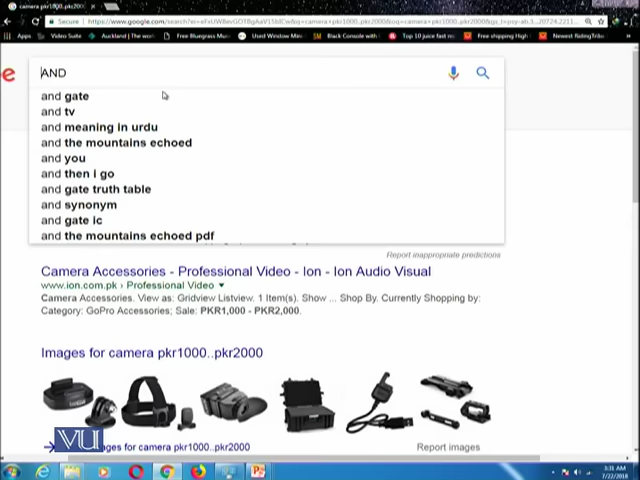 camera pkr1000..pkr2000
Secure https://www.google.com/search?
Apps Video Suite Auckland | The worl Free Bluegrass Mus Used Window Mine Black Console with Top 10 juice fast re Free shipping High Newest RidingTribe
e AND
and gate
and tv
and meaning in urdu
and the mountains echoed
and you
and then i go
and gate truth table
and synonym
and gate ic
and the mountains echoed pdf
Report inappropriate predictions
Camera Accessories - Professional Video - Ion - Ion Audio Visual
www.ion.com.pk › Professional Video ▼
Camera Accessories. View as: Gridview Listview. 1 Item(s). Show ... Shop By. Currently Shopping by:
Category: GoPro Accessories; Sale: PKR1,000 - PKR2,000.
Images for camera pkr1000..pkr2000
VU
ages for camera pkr1000..pkr2000 Report images
3:31 AM
7/22/2018